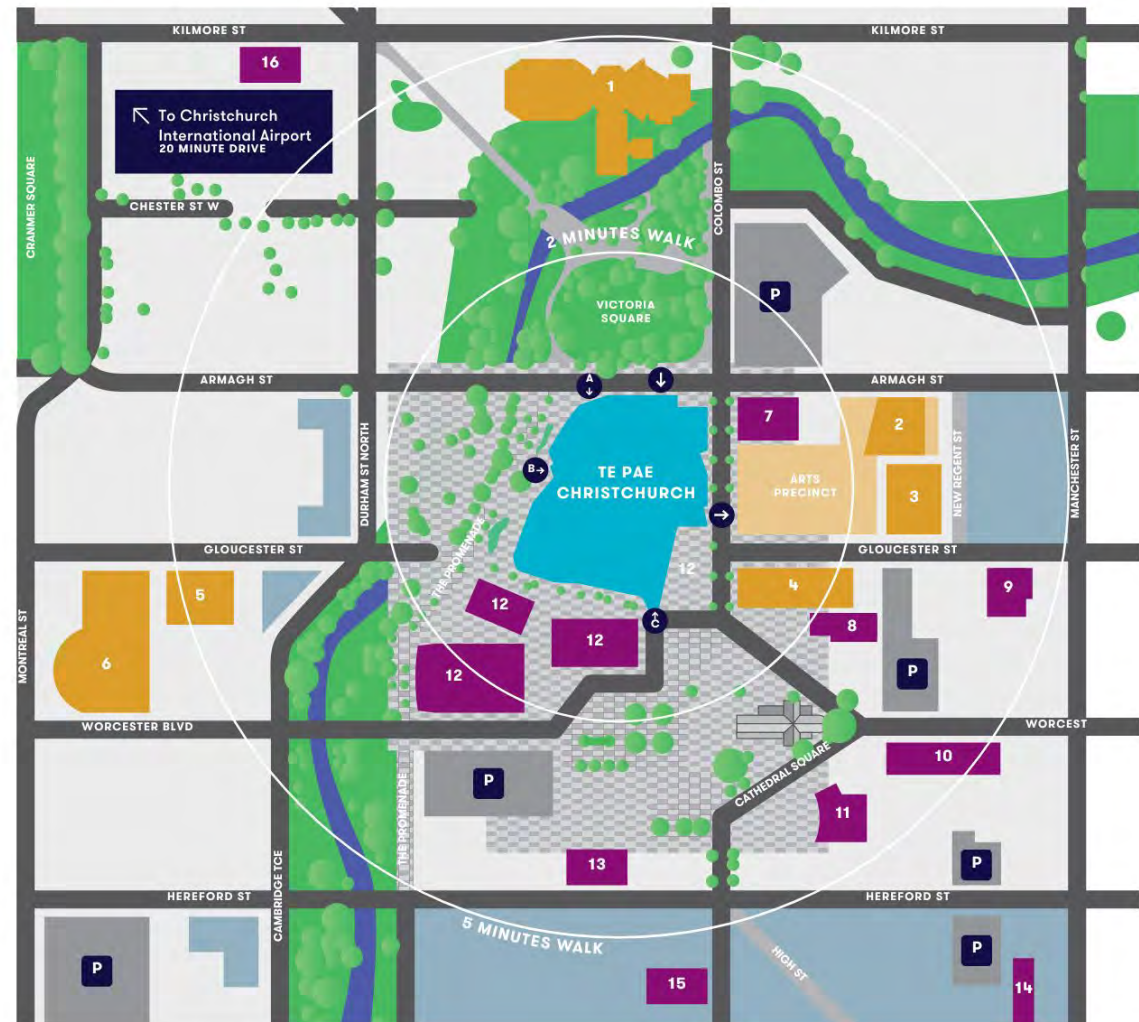 KILMORE ST
KILMORE ST
16
1
To Christchurch
International Airport
20 MINUTE DRIVE
CRANMER SQUARE
CHESTER ST W
COLOMBO ST
2 MINUTES WALK
P
VICTORIA
SQUARE
ARMAGH ST
A
ARMAGH ST
7
2
DURHAM ST NORTH
B
TE PAE
CHRISTCHURCH
ARTS
PRECINCT
3
NEW REGENT ST
MANCHESTER ST
GLOUCESTER ST
THE PROMENADE
12
GLOUCESTER ST
MONTREAL ST
5
6
12
12
12
C
4
8
9
P
WORCESTER BLVD
WORCEST
CATHEDRAL SQUARE
10
P
THE PROMENADE
11
13
P
HEREFORD ST
CAMBRIDGE TCE
HEREFORD ST
5 MINUTES WALK
HIGH ST
P
P
15
14